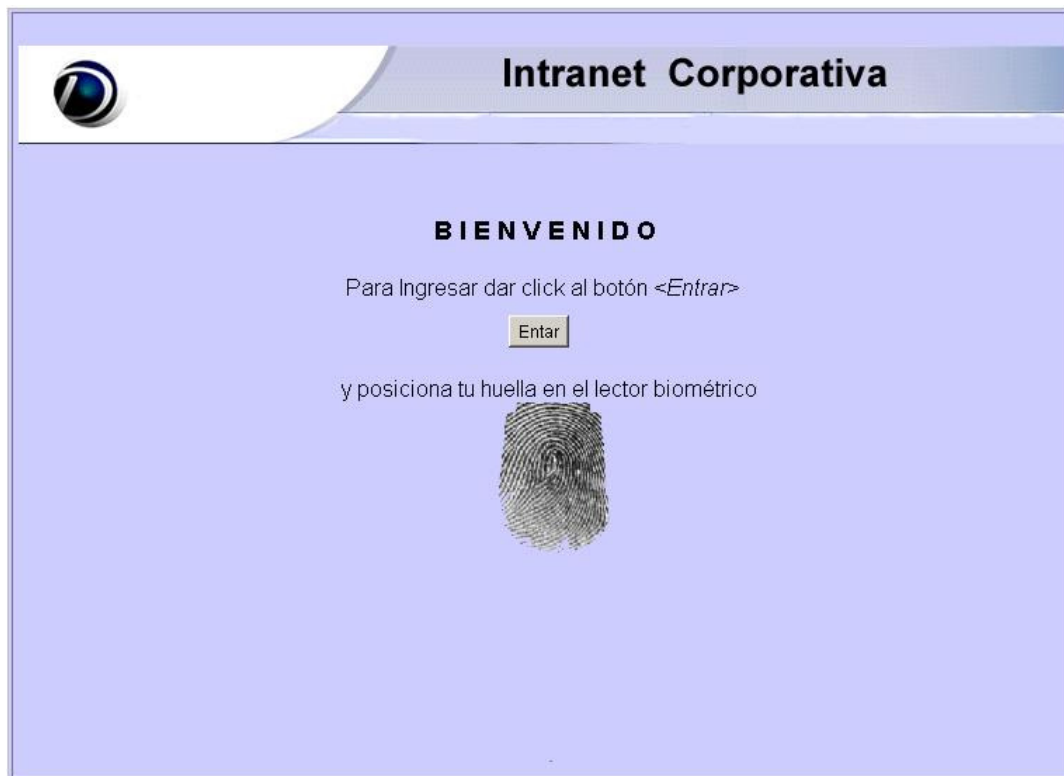 Intranet Corporativa
BIENVENIDO
Para Ingresar dar click al botón <Entrar>
Entar
y posiciona tu huella en el lector biométrico